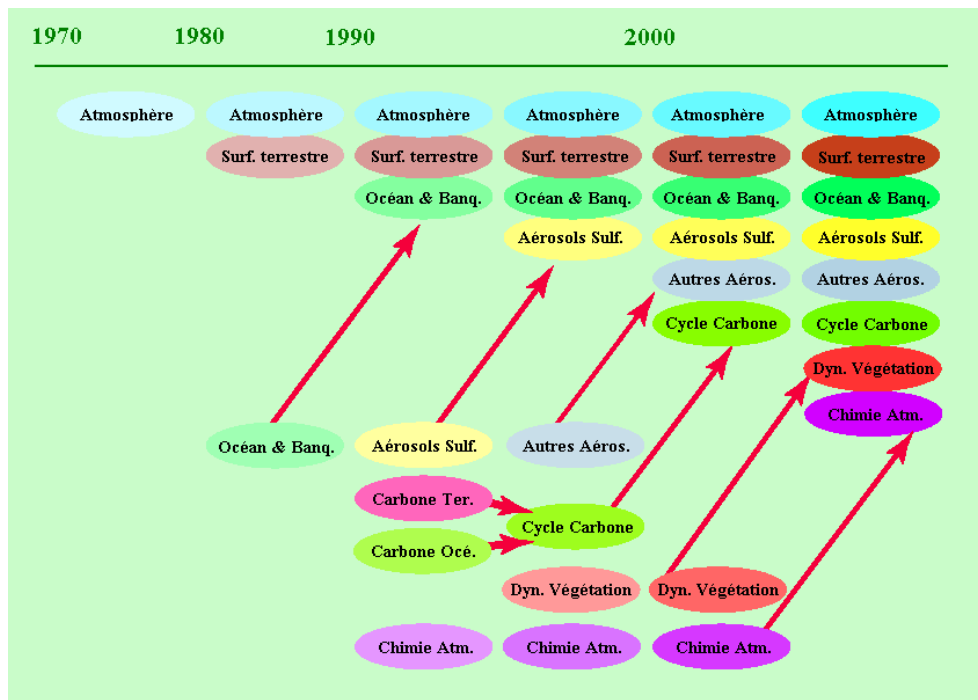 1970 1980 1990 2000
Atmosphère Atmosphère Atmosphère Atmosphère Atmosphère Atmosphère
Surf. terrestre Surf. terrestre Surf. terrestre Surf. terrestre Surf. terrestre
Océan & Banq. Océan & Banq. Océan & Banq. Océan & Banq.
Aérosols Sulf. Aérosols Sulf. Aérosols Sulf.
Autres Aéros. Autres Aéros.
Cycle Carbone Cycle Carbone
Dyn. Végétation
Chimie Atm.
Océan & Banq. Aérosols Sulf. Autres Aéros.
Carbone Ter.
Cycle Carbone
Carbone Océ.
Dyn. Végétation Dyn. Végétation
Chimie Atm. Chimie Atm. Chimie Atm.